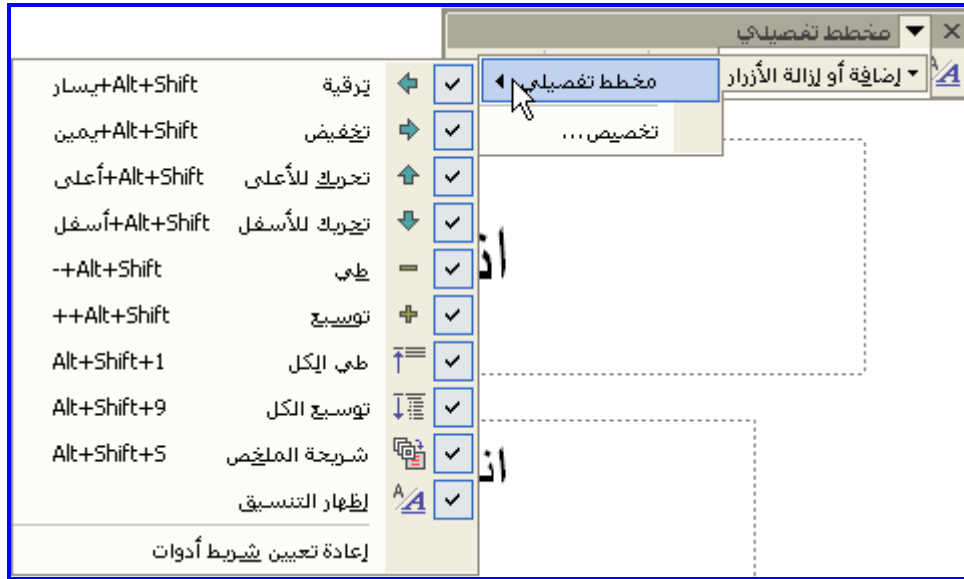 مخطط تفصيلي
إضافة أو إزالة الأزرار
مخطط تفصيلي
تخصيص...
ترقية Alt+Shift+يسار
تخفيض Alt+Shift+يمين
تحريك للأعلى Alt+Shift+أعلى
تحريك للأسفل Alt+Shift+أسفل
طي Alt+Shift+-
توسيع Alt+Shift++
طي الكل Alt+Shift+1
توسيع الكل Alt+Shift+9
شريحة الملخص Alt+Shift+S
إظهار التنسيق
إعادة تعيين شريط أدوات